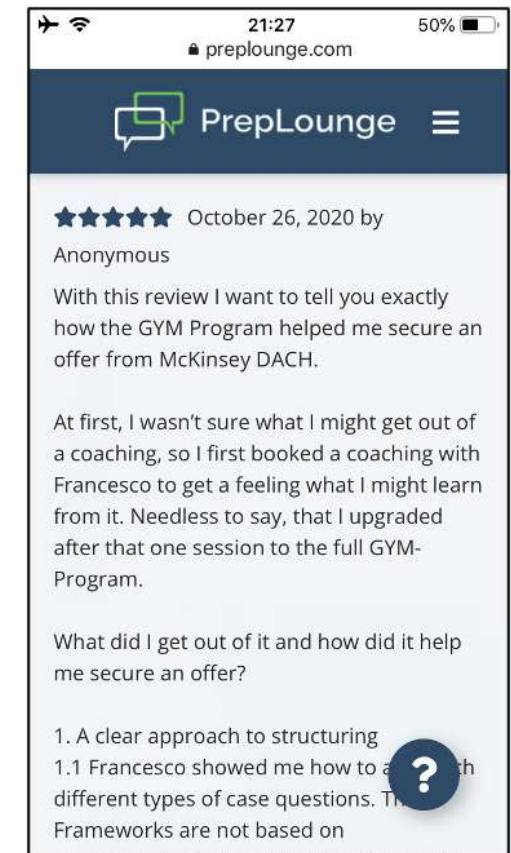 21:27
50%
preplounge.com
PrepLounge
October 26, 2020 by
Anonymous
With this review I want to tell you exactly
how the GYM Program helped me secure an
offer from McKinsey DACH.
At first, I wasn't sure what I might get out of
a coaching, so I first booked a coaching with
Francesco to get a feeling what I might learn
from it. Needless to say, that I upgraded
after that one session to the full GYM-
Program.
What did I get out of it and how did it help
me secure an offer?
1. A clear approach to structuring
1.1 Francesco showed me how to
?
different types of case questions.
Frameworks are not based on